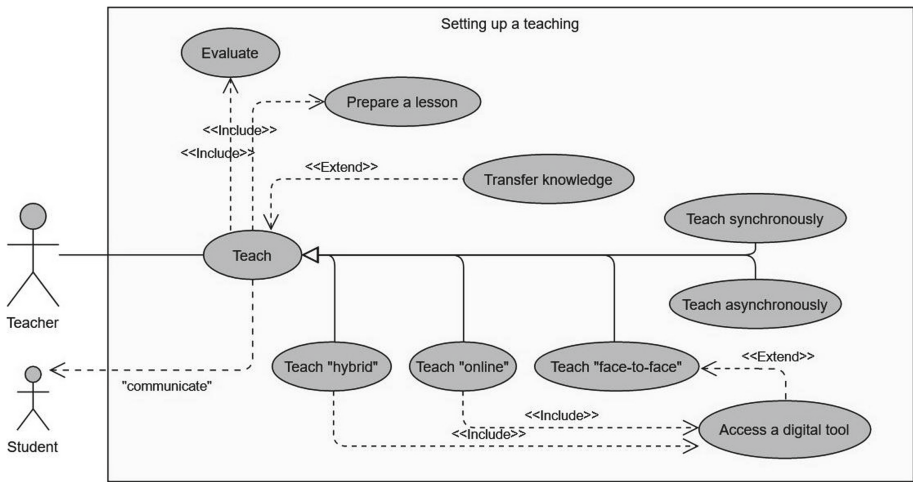 Setting up a teaching
Evaluate
Prepare a lesson
<<Include>>
<<Include>>
<<Extend>>
Transfer knowledge
Teach synchronously
Teach
Teach asynchronously
Teacher
Teach "hybrid"
Teach "online"
Teach "face-to-face"
<<Extend>>
"communicate"
<<Include>>
Access a digital tool
<<Include>>
Student